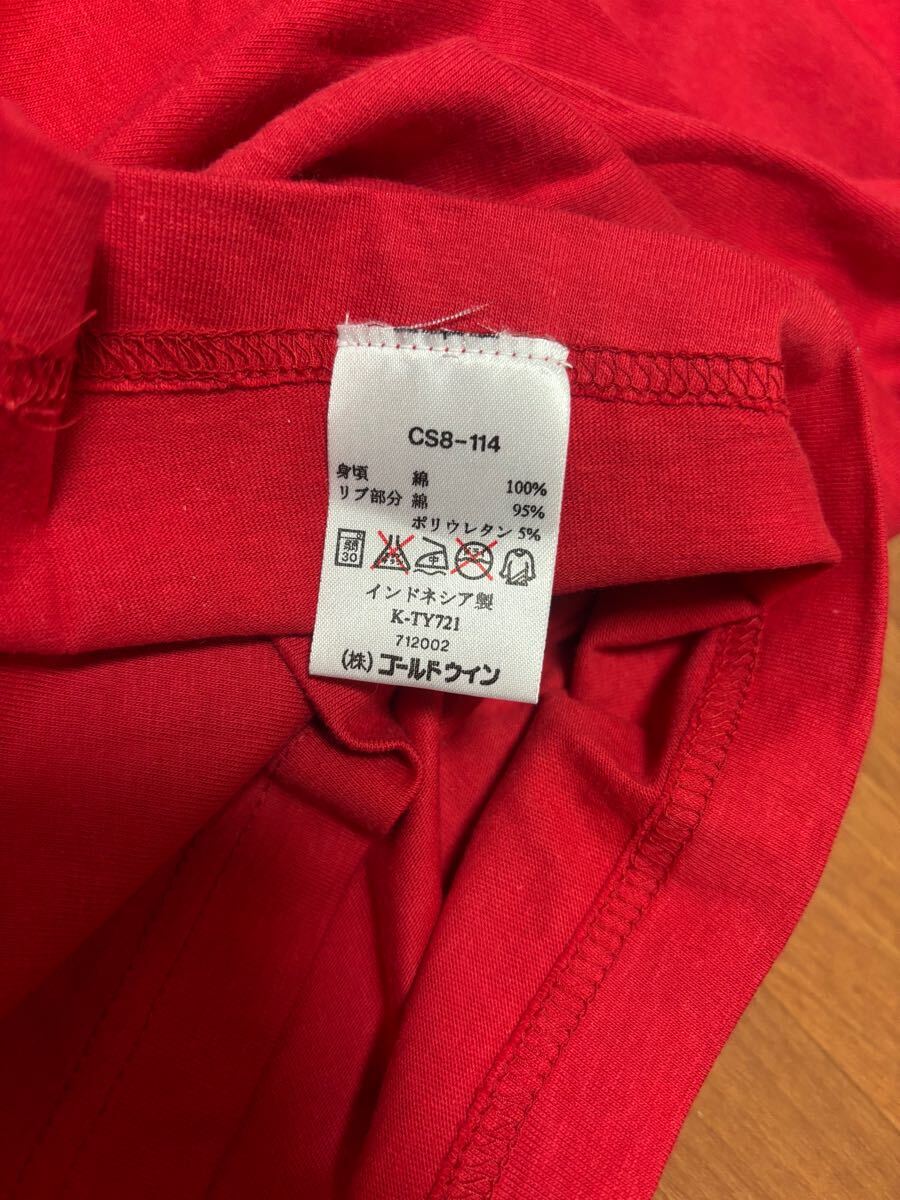 CS8-114
身頃 綿 100%
リブ部分 綿 95%
ポリウレタン 5%
30 中
インドネシア製
K-TY721
712002
(株)ゴールドウイン